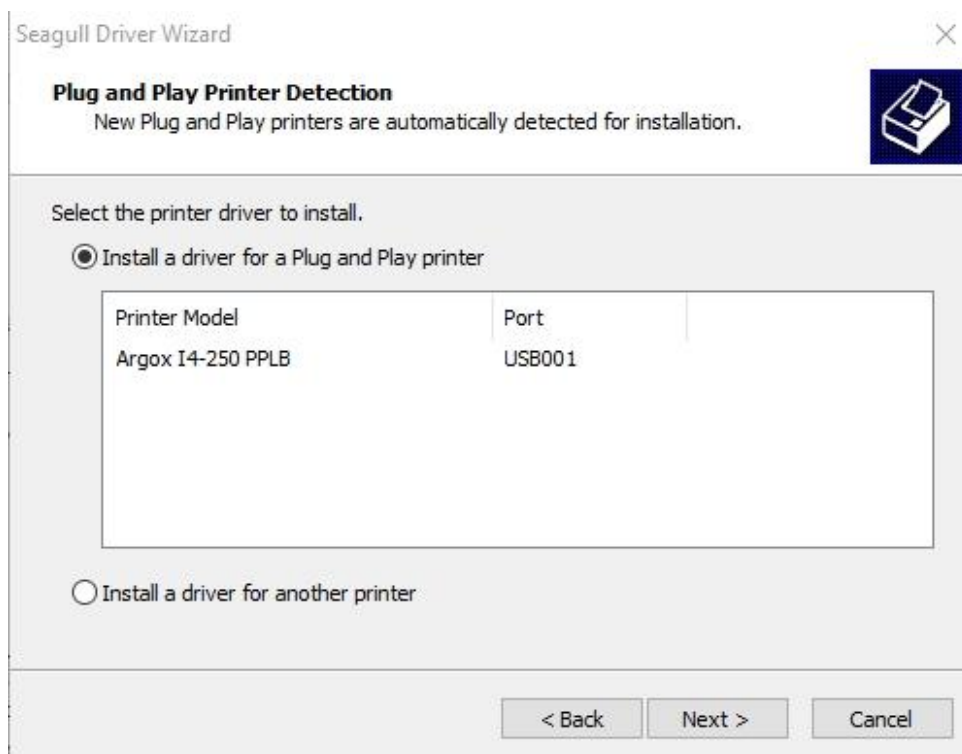 Seagull Driver Wizard
Plug and Play Printer Detection
New Plug and Play printers are automatically detected for installation.
Select the printer driver to install.
Install a driver for a Plug and Play printer
Printer Model Port
Argox I4-250 PPLB USB001
Install a driver for another printer
< Back Next > Cancel